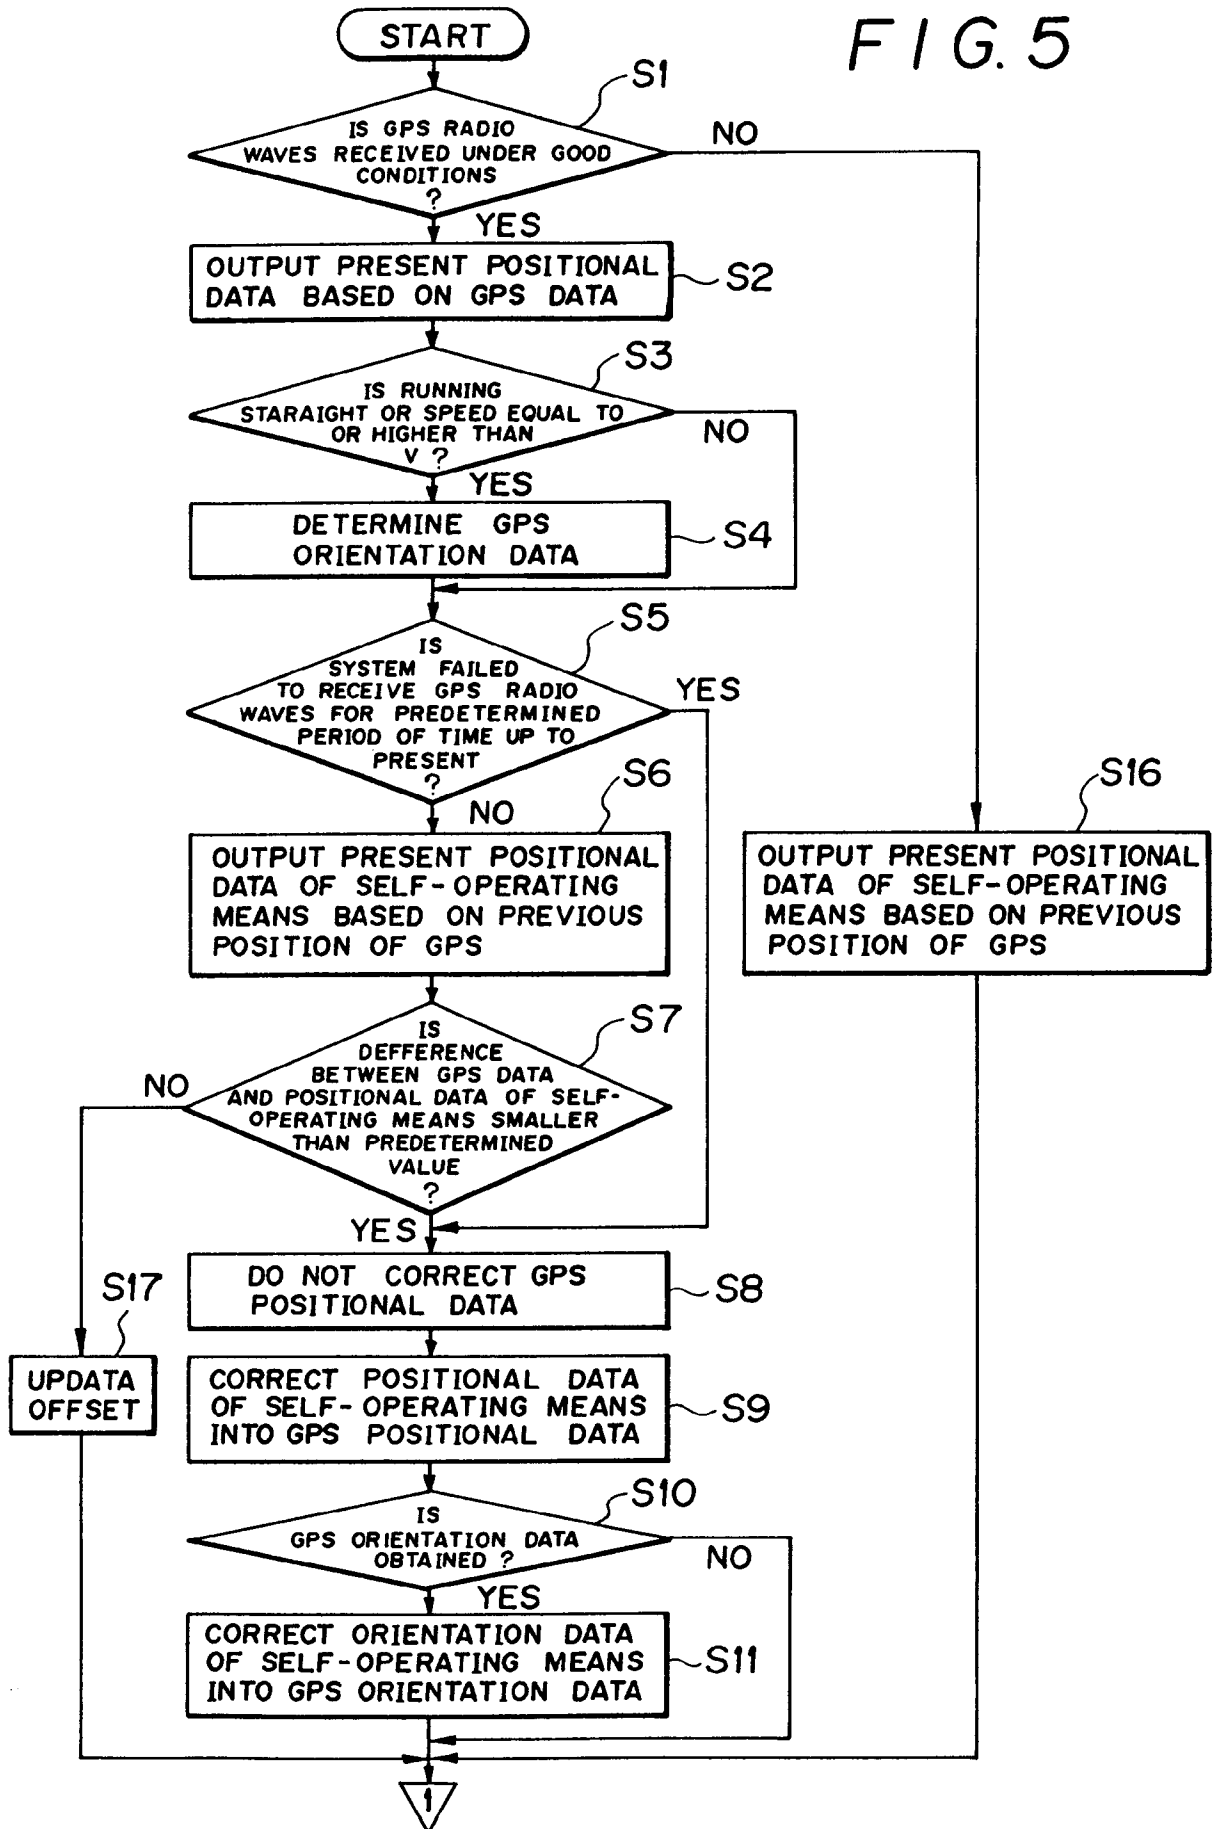 FIG. 5
START
S1
IS GPS RADIO
WAVES RECEIVED UNDER GOOD
CONDITIONS
?
NO
YES
OUTPUT PRESENT POSITIONAL
DATA BASED ON GPS DATA
S2
S3
IS RUNNING
STARAIGHT OR SPEED EQUAL TO
OR HIGHER THAN
V ?
NO
YES
DETERMINE GPS
ORIENTATION DATA
S4
S5
IS
SYSTEM FAILED
TO RECEIVE GPS RADIO
WAVES FOR PREDETERMINED
PERIOD OF TIME UP TO
PRESENT
?
YES
NO
S6
OUTPUT PRESENT POSITIONAL
DATA OF SELF-OPERATING
MEANS BASED ON PREVIOUS
POSITION OF GPS
S16
OUTPUT PRESENT POSITIONAL
DATA OF SELF-OPERATING
MEANS BASED ON PREVIOUS
POSITION OF GPS
S7
IS
DEFFERENCE
BETWEEN GPS DATA
AND POSITIONAL DATA OF SELF-
OPERATING MEANS SMALLER
THAN PREDETERMINED
VALUE
?
NO
YES
DO NOT CORRECT GPS
POSITIONAL DATA
S8
S17
UPDATA
OFFSET
CORRECT POSITIONAL DATA
OF SELF-OPERATING MEANS
INTO GPS POSITIONAL DATA
S9
S10
IS
GPS ORIENTATION DATA
OBTAINED ?
NO
YES
CORRECT ORIENTATION DATA
OF SELF-OPERATING MEANS
INTO GPS ORIENTATION DATA
S11
1